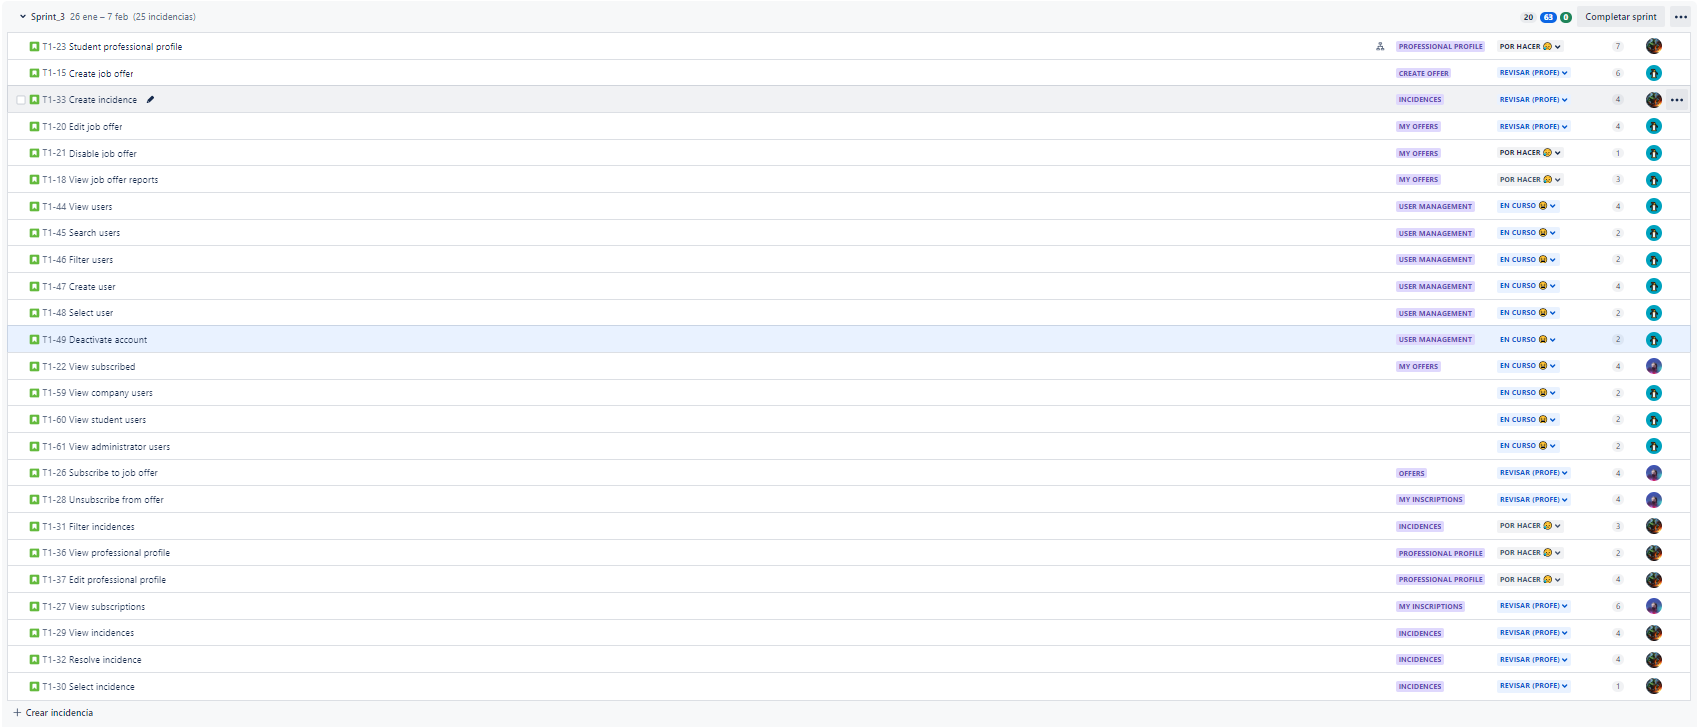 Sprint_3 26 ene – 7 feb (25 incidencias) 20 63 0 Completar sprint
T1-23 Student professional profile PROFESSIONAL PROFILE POR HACER 7
T1-15 Create job offer CREATE OFFER REVISAR (PROFE) 6
T1-33 Create incidence INCIDENCES REVISAR (PROFE) 4
T1-20 Edit job offer MY OFFERS REVISAR (PROFE) 4
T1-21 Disable job offer MY OFFERS POR HACER 1
T1-18 View job offer reports MY OFFERS POR HACER 3
T1-44 View users USER MANAGEMENT EN CURSO 4
T1-45 Search users USER MANAGEMENT EN CURSO 2
T1-46 Filter users USER MANAGEMENT EN CURSO 2
T1-47 Create user USER MANAGEMENT EN CURSO 4
T1-48 Select user USER MANAGEMENT EN CURSO 2
T1-49 Deactivate account USER MANAGEMENT EN CURSO 2
T1-22 View subscribed MY OFFERS EN CURSO 4
T1-59 View company users EN CURSO 2
T1-60 View student users EN CURSO 2
T1-61 View administrator users EN CURSO 2
T1-26 Subscribe to job offer OFFERS REVISAR (PROFE) 4
T1-28 Unsubscribe from offer MY INSCRIPTIONS REVISAR (PROFE) 4
T1-31 Filter incidences INCIDENCES POR HACER 3
T1-36 View professional profile PROFESSIONAL PROFILE POR HACER 2
T1-37 Edit professional profile PROFESSIONAL PROFILE POR HACER 4
T1-27 View subscriptions MY INSCRIPTIONS REVISAR (PROFE) 6
T1-29 View incidences INCIDENCES REVISAR (PROFE) 4
T1-32 Resolve incidence INCIDENCES REVISAR (PROFE) 4
T1-30 Select incidence INCIDENCES REVISAR (PROFE) 1
+ Crear incidencia